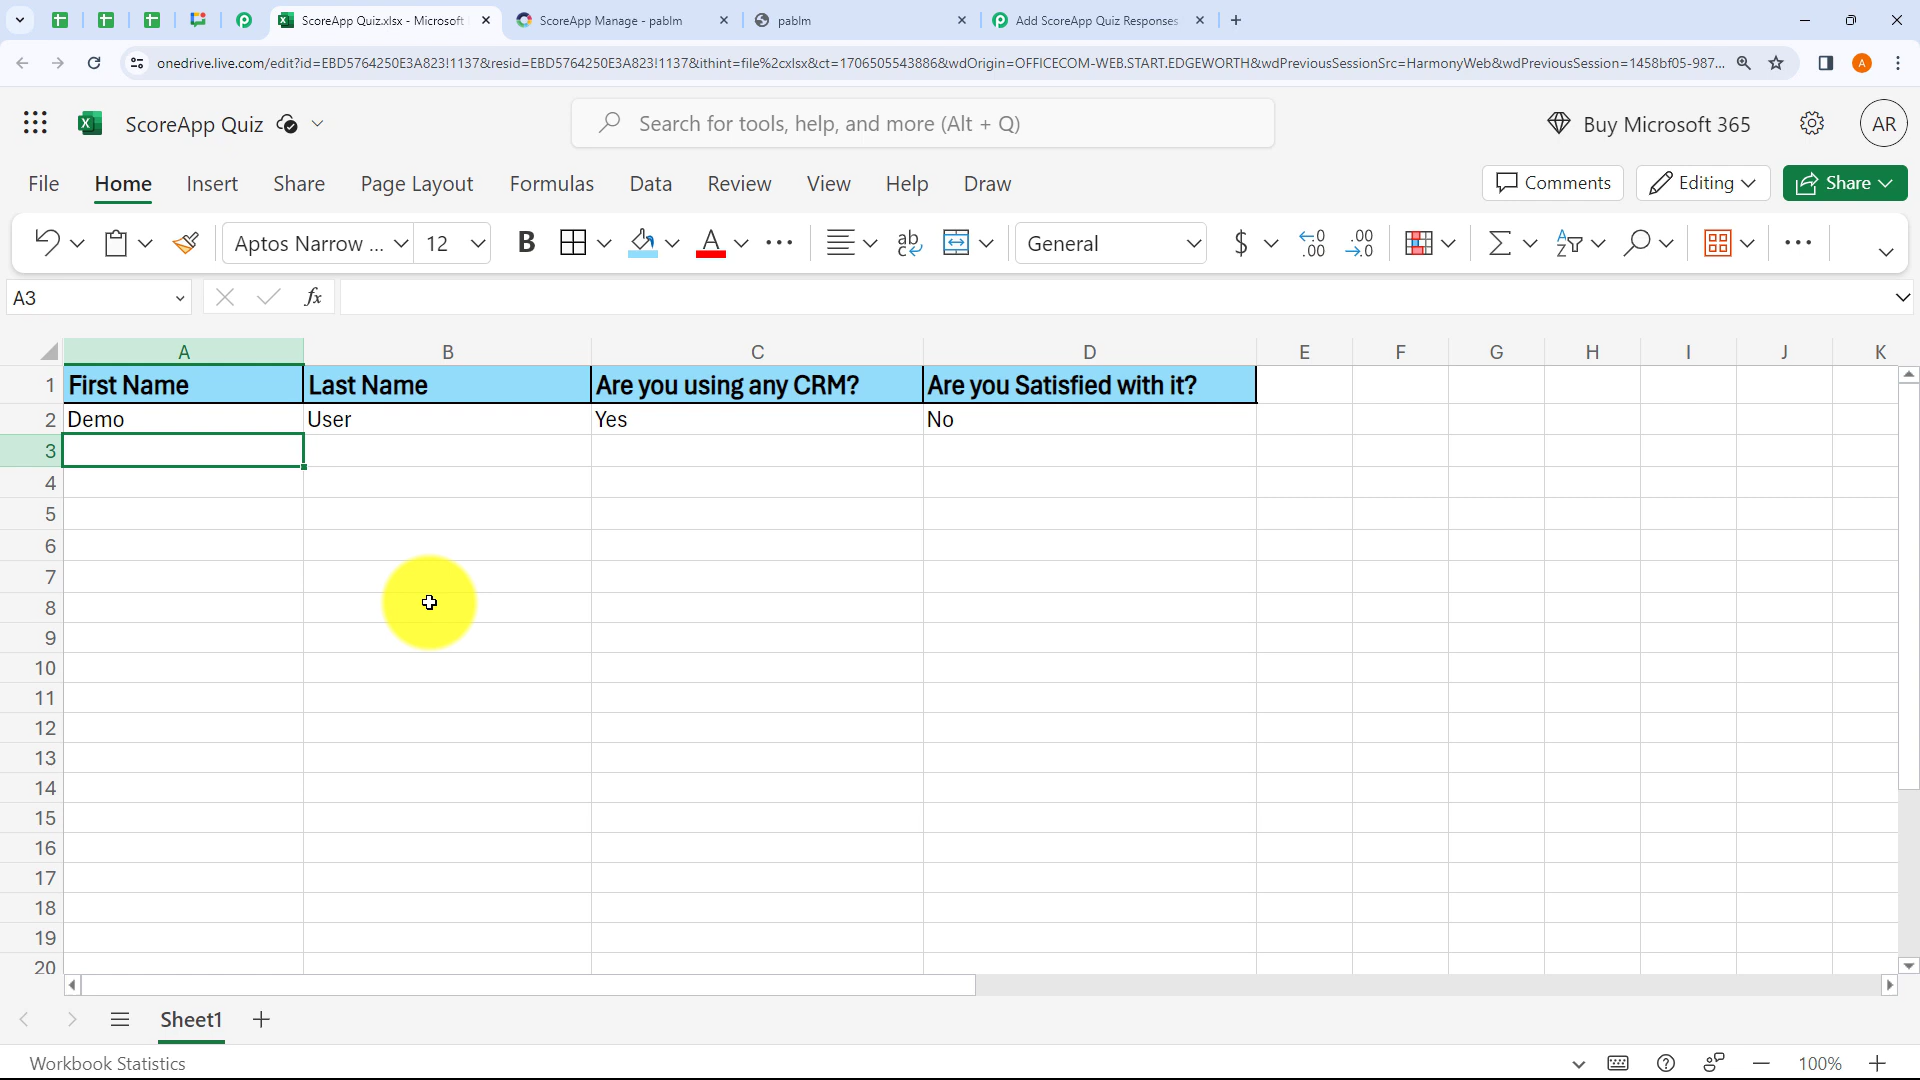 ScoreApp Quiz.xlsx - Microsoft
ScoreApp Manage - pablm
pablm
Add ScoreApp Quiz Responses
onedrive.live.com/edit?id=EBD5764250E3A823!1137&resid=EBD5764250E3A823!1137&ithint=file%2cxlsx&ct=1706505543886&wdOrigin=OFFICECOM-WEB.START.EDGEWORTH&wdPreviousSessionSrc=HarmonyWeb&wdPreviousSession=1458bf05-987...
A
ScoreApp Quiz
Search for tools, help, and more (Alt + Q)
Buy Microsoft 365
AR
File Home Insert Share Page Layout Formulas Data Review View Help Draw
Comments
Editing
Share
Aptos Narrow ... 12 B A ab General $
A3
fx
A B C D E F G H I J K
1 First Name Last Name Are you using any CRM? Are you Satisfied with it?
2 Demo User Yes No
3
4
5
6
7
8
9
10
11
12
13
14
15
16
17
18
19
20
Sheet1
Workbook Statistics
100%